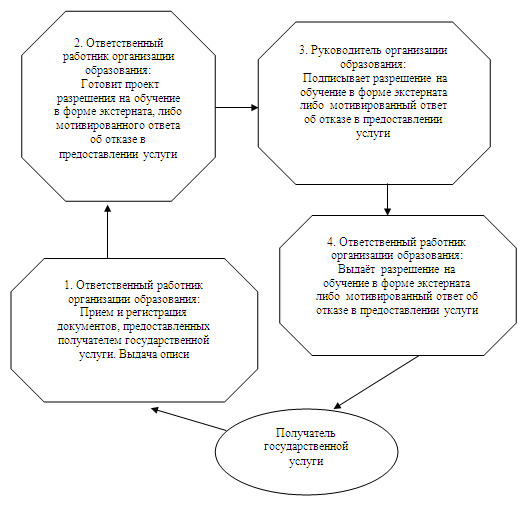 2. Ответственный
работник организации
образования:
Готовит проект
разрешения на обучение
в форме экстерната, либо
мотивированного ответа
об отказе в
предоставлении услуги
3. Руководитель организации
образования:
Подписывает разрешение на
обучение в форме экстерната
либо мотивированный ответ
об отказе в предоставлении
услуги
4. Ответственный работник
организации образования:
Выдаёт разрешение на
обучение в форме экстерната
либо мотивированный ответ об
отказе в предоставлении услуги
1. Ответственный работник
организации образования:
Прием и регистрация
документов, предоставленных
получателем государственной
услуги. Выдача описи
Получатель
государственной
услуги